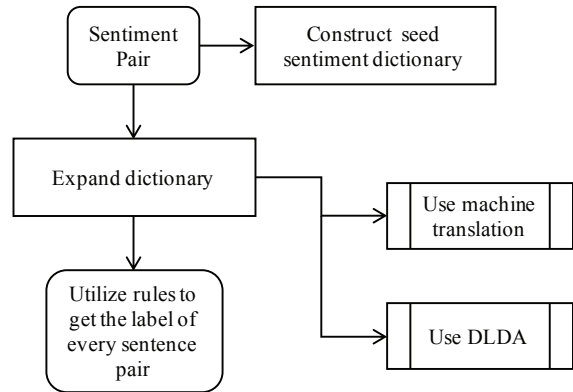 Sentiment
Pair
Construct seed
sentiment dictionary
Expand dictionary
Use machine
translation
Utilize rules to
get the label of
every sentence
pair
Use DLDA